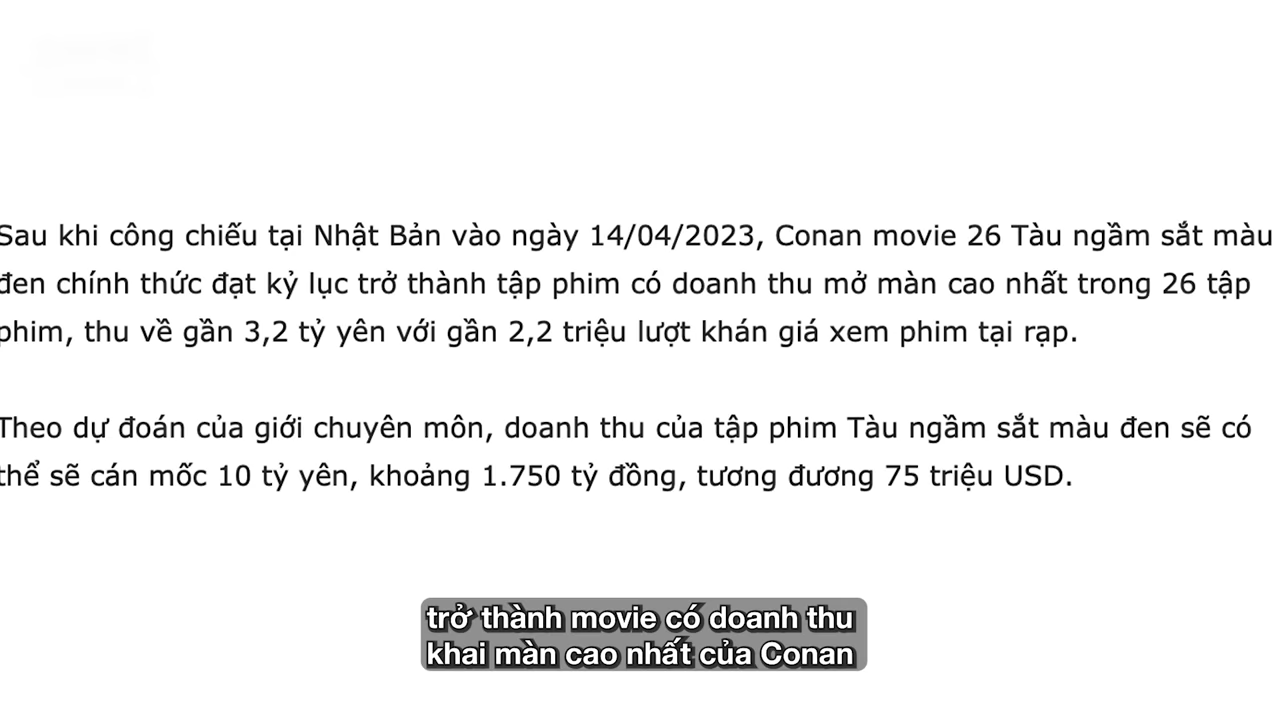 Sau khi công chiếu tại Nhật Bản vào ngày 14/04/2023, Conan movie 26 Tàu ngầm sắt màu
đen chính thức đạt kỷ lục trở thành tập phim có doanh thu mở màn cao nhất trong 26 tập
phim, thu về gần 3,2 tỷ yên với gần 2,2 triệu lượt khán giả xem phim tại rạp.
Theo dự đoán của giới chuyên môn, doanh thu của tập phim Tàu ngầm sắt màu đen sẽ có
thể sẽ cán mốc 10 tỷ yên, khoảng 1.750 tỷ đồng, tương đương 75 triệu USD.
trở thành movie có doanh thu
khai màn cao nhất của Conan